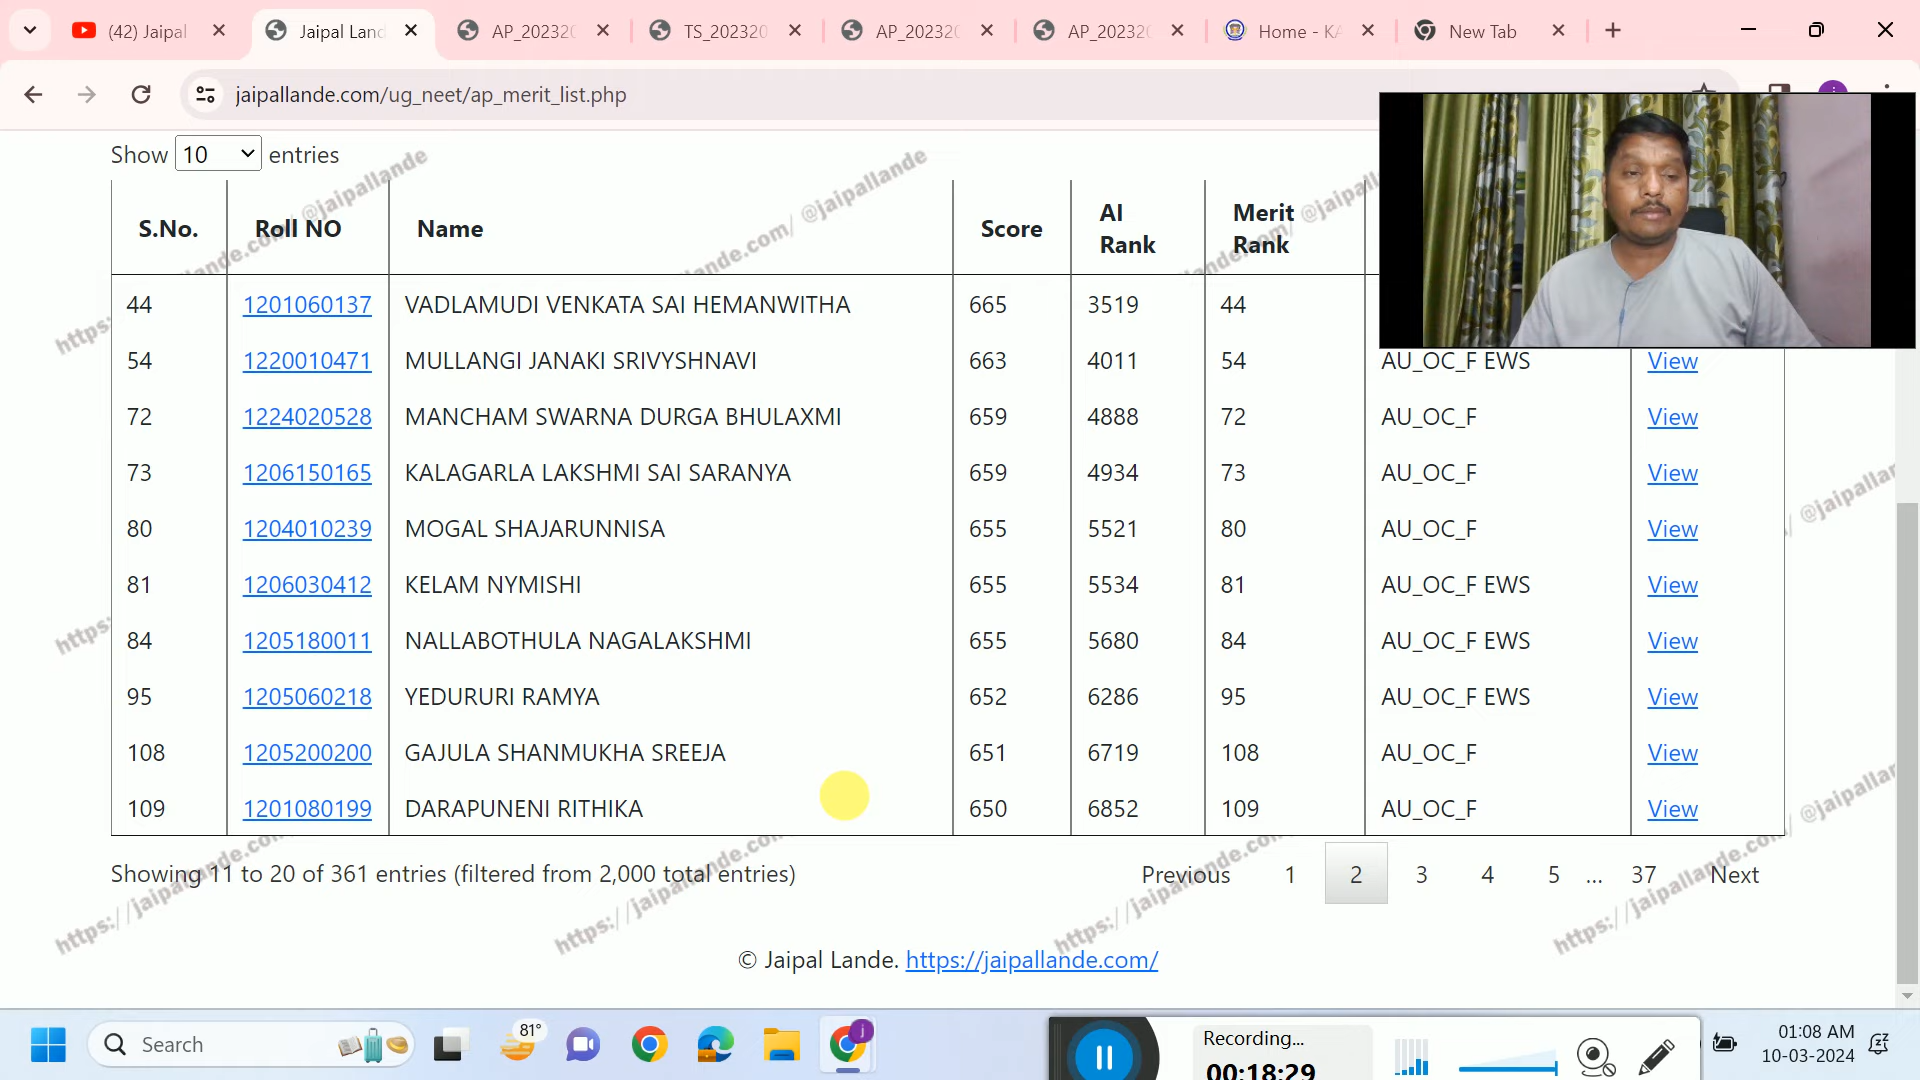 (42) Jaipal
Jaipal Land
AP_20232
TS_202320
AP_20232
AP_20232
Home - KA
New Tab
jaipallande.com/ug_neet/ap_merit_list.php
Show 10 entries
S.No. Roll NO Name Score AI Rank Merit Rank
44 1201060137 VADLAMUDI VENKATA SAI HEMANWITHA 665 3519 44
54 1220010471 MULLANGI JANAKI SRIVYSHNAVI 663 4011 54 AU_OC_F EWS View
72 1224020528 MANCHAM SWARNA DURGA BHULAXMI 659 4888 72 AU_OC_F View
73 1206150165 KALAGARLA LAKSHMI SAI SARANYA 659 4934 73 AU_OC_F View
80 1204010239 MOGAL SHAJARUNNISA 655 5521 80 AU_OC_F View
81 1206030412 KELAM NYMISHI 655 5534 81 AU_OC_F EWS View
84 1205180011 NALLABOTHULA NAGALAKSHMI 655 5680 84 AU_OC_F EWS View
95 1205060218 YEDURURI RAMYA 652 6286 95 AU_OC_F EWS View
108 1205200200 GAJULA SHANMUKHA SREEJA 651 6719 108 AU_OC_F View
109 1201080199 DARAPUNENI RITHIKA 650 6852 109 AU_OC_F View
Showing 11 to 20 of 361 entries (filtered from 2,000 total entries)
Previous 1 2 3 4 5 ... 37 Next
© Jaipal Lande. https://jaipallande.com/
https://jaipallande.com/ @jaipallande
Search
81°
Recording...
00:18:29
01:08 AM
10-03-2024